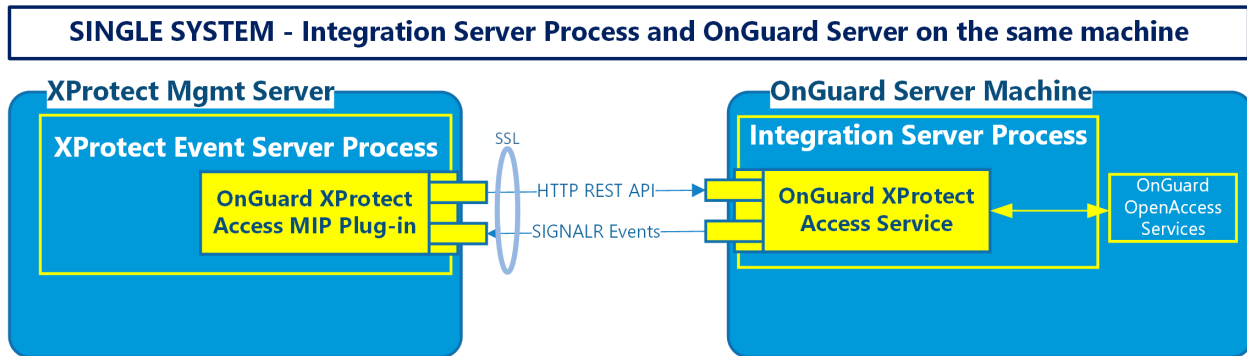 SINGLE SYSTEM - Integration Server Process and OnGuard Server on the same machine
XProtect Mgmt Server
XProtect Event Server Process
OnGuard XProtect
Access MIP Plug-in
SSL
HTTP REST API
SIGNALR Events
OnGuard Server Machine
Integration Server Process
OnGuard XProtect
Access Service
OnGuard
OpenAccess
Services